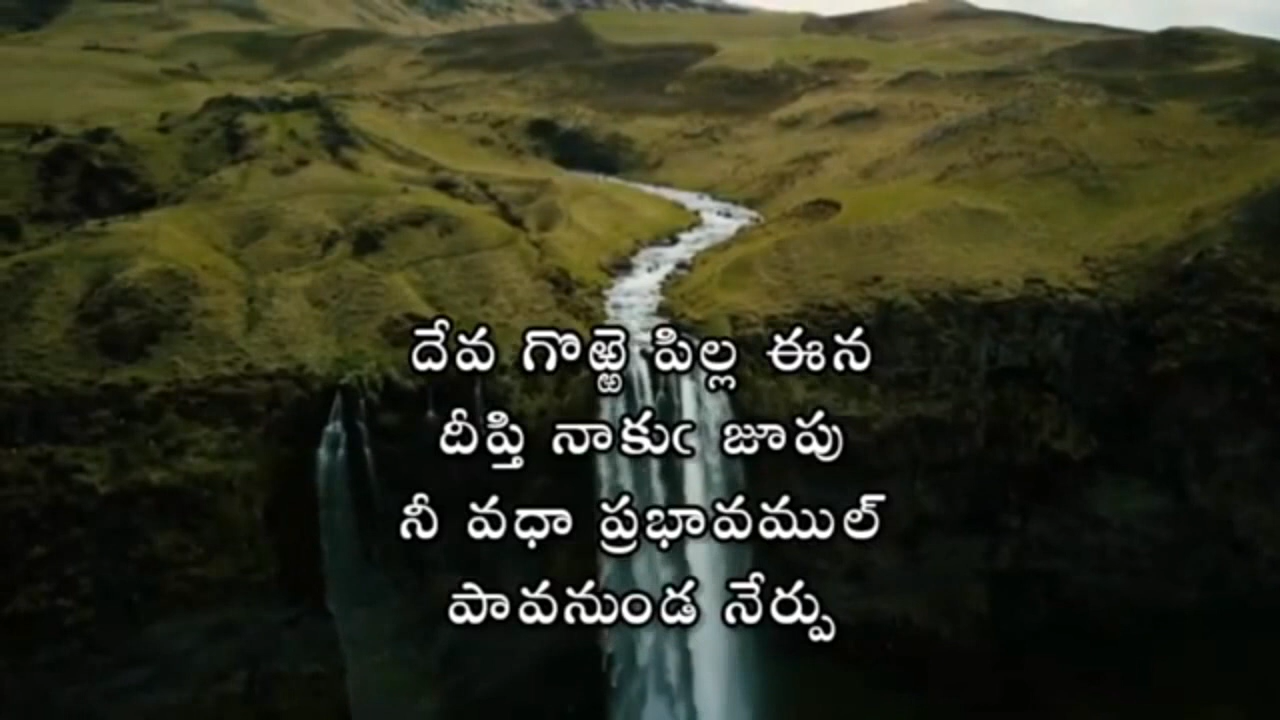 దేవ గొఱ్ఱె పిల్ల ఈన
దీప్తి నాకుఁ జూపు
నీ వధా ప్రభావముల్
పావనుండ నేర్పు